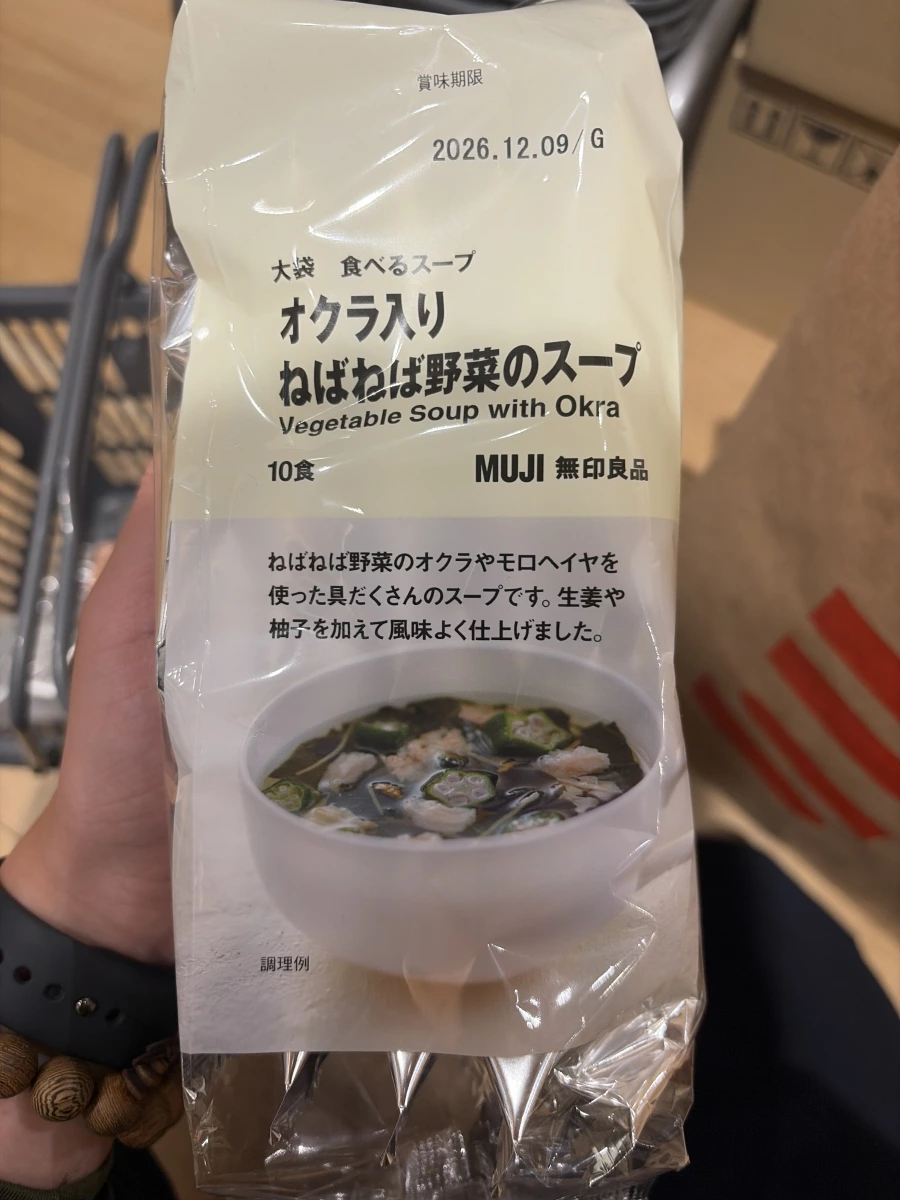 賞味期限
2026.12.09/G
大袋 食べるスープ
オクラ入り
ねばねば野菜のスープ
Vegetable Soup with Okra
10食 MUJI 無印良品
ねばねば野菜のオクラやモロヘイヤを
使った具だくさんのスープです。生姜や
柚子を加えて風味よく仕上げました。
調理例